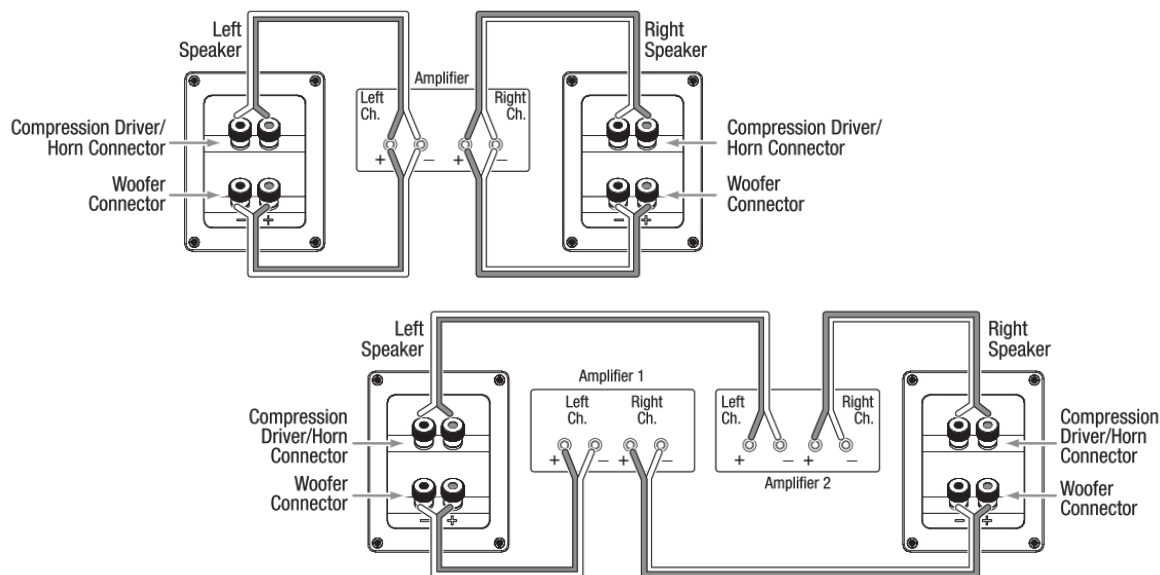 Left
Speaker
Right
Speaker
Amplifier
Left
Ch.
Right
Ch.
Compression Driver/
Horn Connector
Compression Driver/
Horn Connector
+ – + –
Woofer
Connector
Woofer
Connector
– +
– +
Left
Speaker
Right
Speaker
Amplifier 1
Left
Ch.
Right
Ch.
Left
Ch.
Right
Ch.
Compression
Driver/Horn
Connector
Compression
Driver/Horn
Connector
+ – + –
+ – + –
Amplifier 2
Woofer
Connector
Woofer
Connector
– +
– +